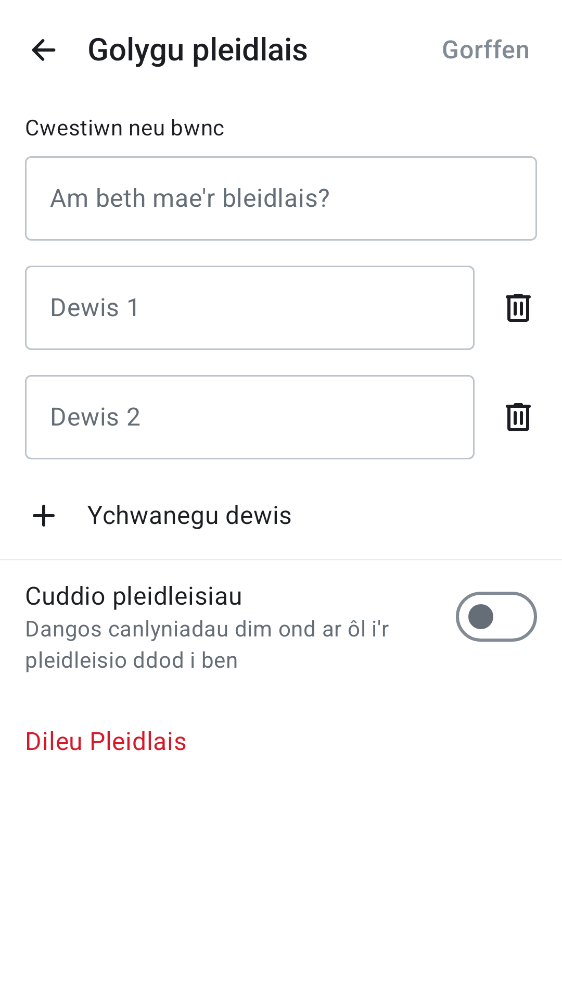 Golygu pleidlais
Gorffen
Cwestiwn neu bwnc
Am beth mae'r bleidlais?
Dewis 1
Dewis 2
Ychwanegu dewis
Cuddio pleidleisiau
Dangos canlyniadau dim ond ar ôl i'r
pleidleisio ddod i ben
Dileu Pleidlais